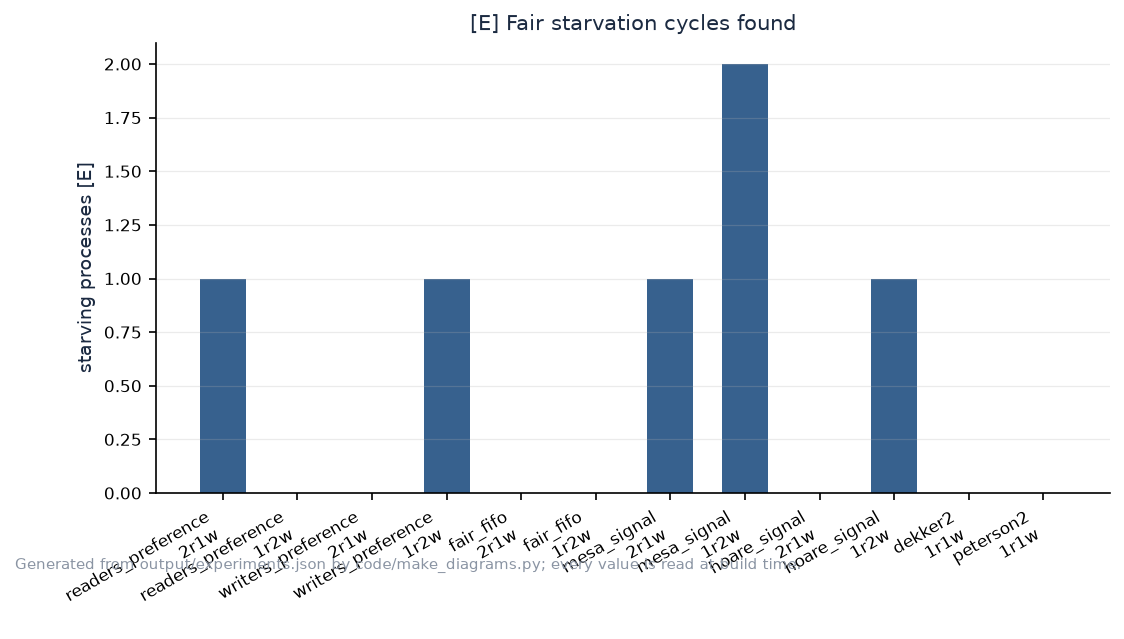 [E] Fair starvation cycles found
starving processes [E]
2.00
1.75
1.50
1.25
1.00
0.75
0.50
0.25
0.00
readers_preference
2r1w
readers_preference
1r2w
writers_preference
2r1w
writers_preference
1r2w
fair_fifo
2r1w
fair_fifo
1r2w
mesa_signal
2r1w
mesa_signal
1r2w
hoare_signal
2r1w
hoare_signal
1r2w
dekker2
1r1w
peterson2
1r1w
Generated from output/experiments.json by code/make_diagrams.py; every value is read at build time.